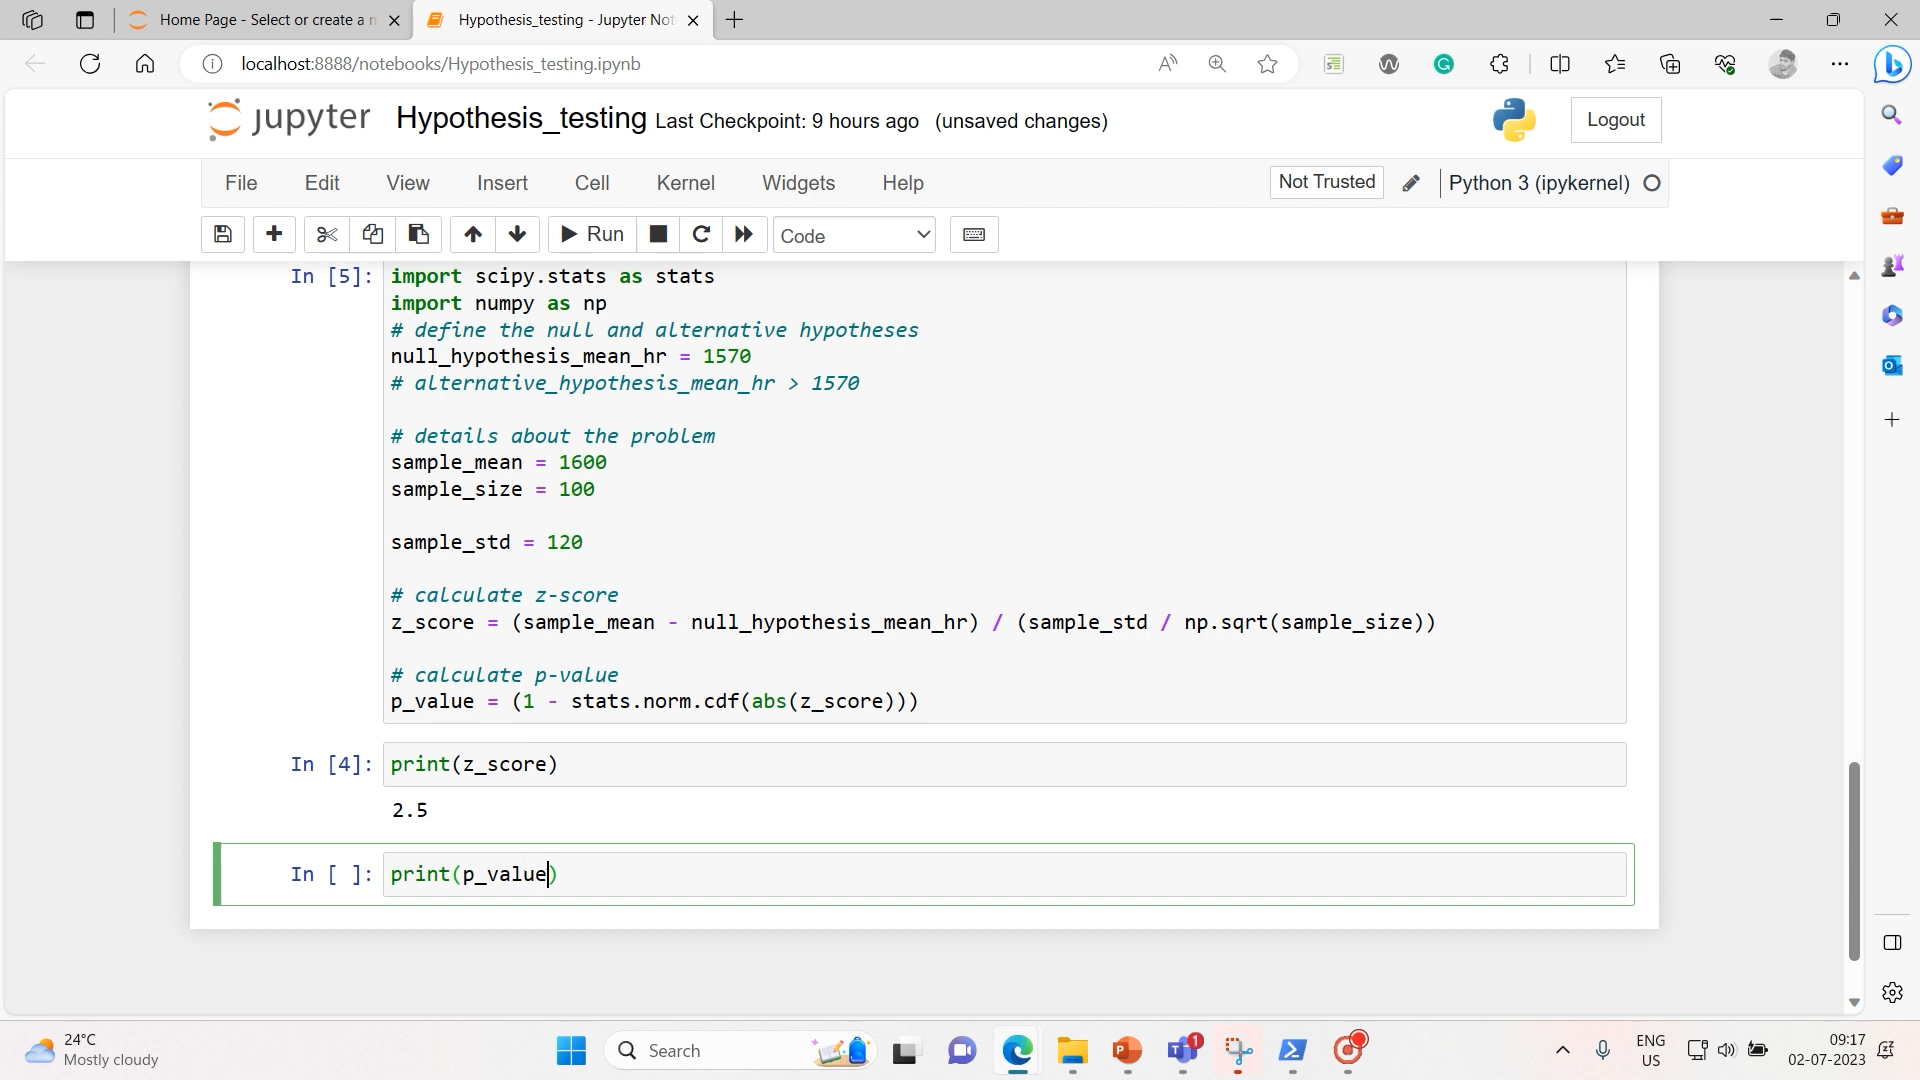 Home Page - Select or create a n
Hypothesis_testing - Jupyter Not
localhost:8888/notebooks/Hypothesis_testing.ipynb
jupyter Hypothesis_testing Last Checkpoint: 9 hours ago (unsaved changes)
Logout
File Edit View Insert Cell Kernel Widgets Help
Not Trusted
Python 3 (ipykernel)
Run
Code
In [5]: import scipy.stats as stats
import numpy as np
# define the null and alternative hypotheses
null_hypothesis_mean_hr = 1570
# alternative_hypothesis_mean_hr > 1570
# details about the problem
sample_mean = 1600
sample_size = 100
sample_std = 120
# calculate z-score
z_score = (sample_mean - null_hypothesis_mean_hr) / (sample_std / np.sqrt(sample_size))
# calculate p-value
p_value = (1 - stats.norm.cdf(abs(z_score)))
In [4]: print(z_score)
2.5
In [ ]: print(p_value)
24°C
Mostly cloudy
Search
1
ENG
US
09:17
02-07-2023